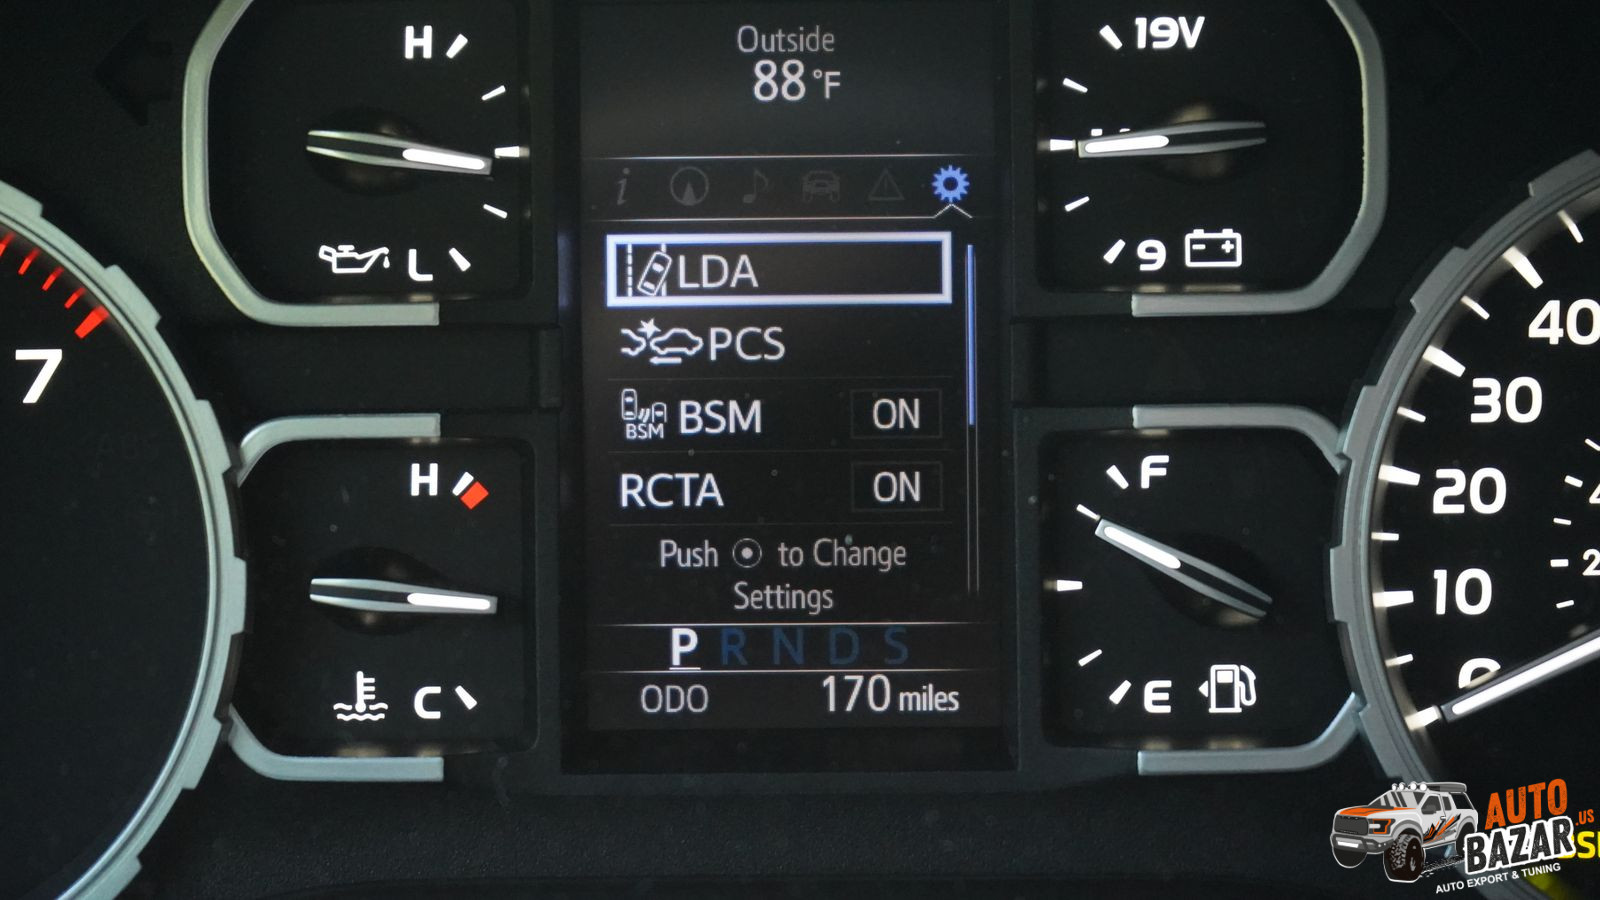 H
19V
Outside
88 °F
L
9
LDA
PCS
BSM BSM ON
RCTA ON
Push to Change
Settings
P R N D S
ODO 170 miles
7
H
C
F
E
40
30
20
10
0
AUTO
BAZAR.US
AUTO EXPORT & TUNING